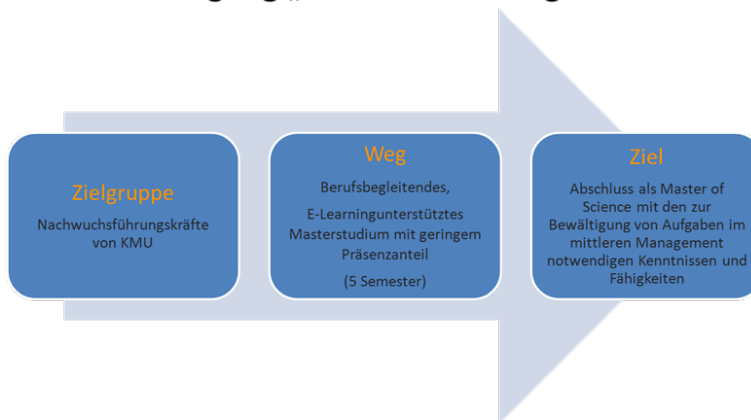 Zielgruppe
Nachwuchsführungskräfte
von KMU
Weg
Berufsbegleitendes,
E-Learningunterstütztes
Masterstudium mit geringem
Präsenzanteil
(5 Semester)
Ziel
Abschluss als Master of
Science mit den zur
Bewältigung von Aufgaben im
mittleren Management
notwendigen Kenntnissen und
Fähigkeiten